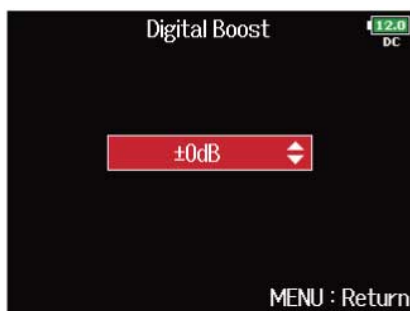 Digital Boost
12.0
DC
±0dB
MENU : Return